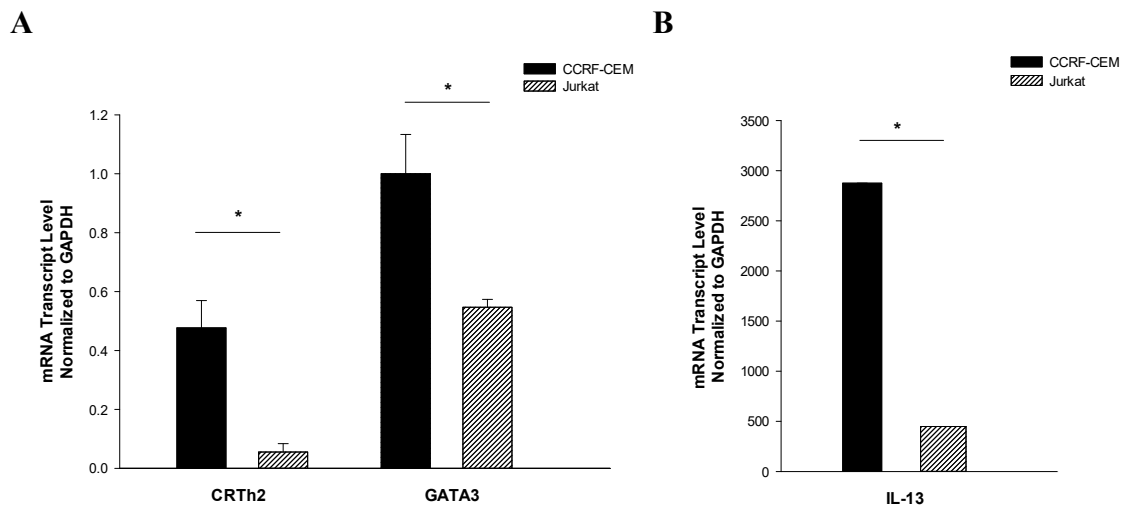 A
CCRF-CEM
Jurkat
*
*
1.2
1.0
0.8
0.6
0.4
0.2
0.0
mRNA Transcript Level
Normalized to GAPDH
CRTh2
GATA3
B
CCRF-CEM
Jurkat
*
3500
3000
2500
2000
1500
1000
500
0
mRNA Transcript Level
Normalized to GAPDH
IL-13